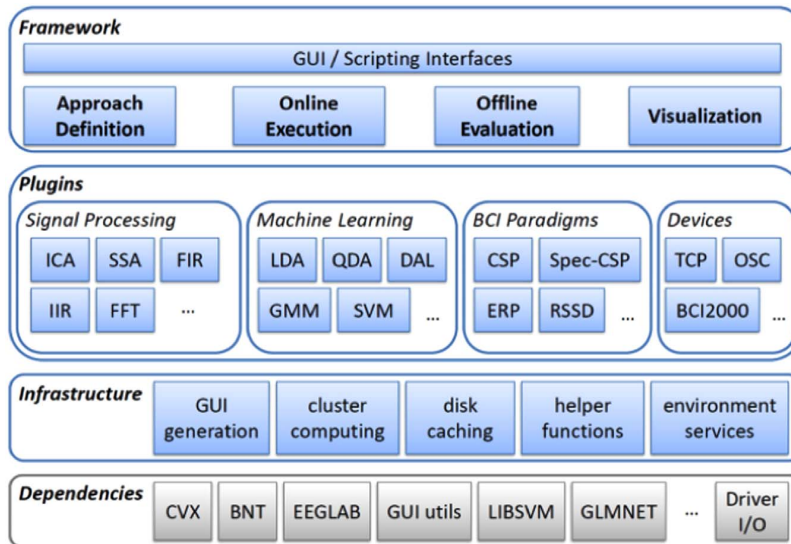 Framework
GUI / Scripting Interfaces
Approach Definition
Online Execution
Offline Evaluation
Visualization
Plugins
Signal Processing
ICA SSA FIR
IIR FFT ...
Machine Learning
LDA QDA DAL
GMM SVM ...
BCI Paradigms
CSP Spec-CSP
ERP RSSD ...
Devices
TCP OSC
BCI2000 ...
Infrastructure
GUI generation
cluster computing
disk caching
helper functions
environment services
Dependencies
CVX BNT EEGLAB GUI utils LIBSVM GLMNET ... Driver I/O